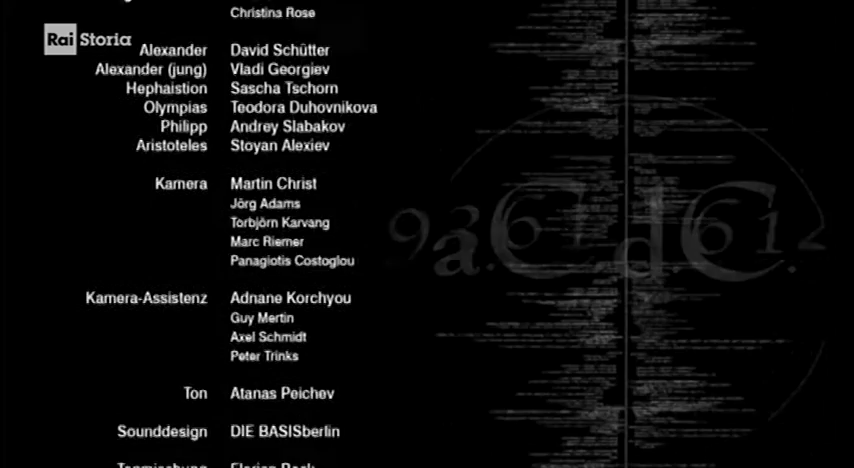 Christina Rose
Rai Storia
Alexander David Schütter
Alexander (jung) Vladi Georgiev
Hephaistion Sascha Tschorn
Olympias Teodora Duhovnikova
Philipp Andrey Slabakov
Aristoteles Stoyan Alexiev
Kamera Martin Christ
Jörg Adams
Torbjörn Karvang
Marc Riemer
Panagiotis Costoglou
a.C. d.C.
Kamera-Assistenz Adnane Korchyou
Guy Mertin
Axel Schmidt
Peter Trinks
Ton Atanas Peichev
Sounddesign DIE BASISberlin